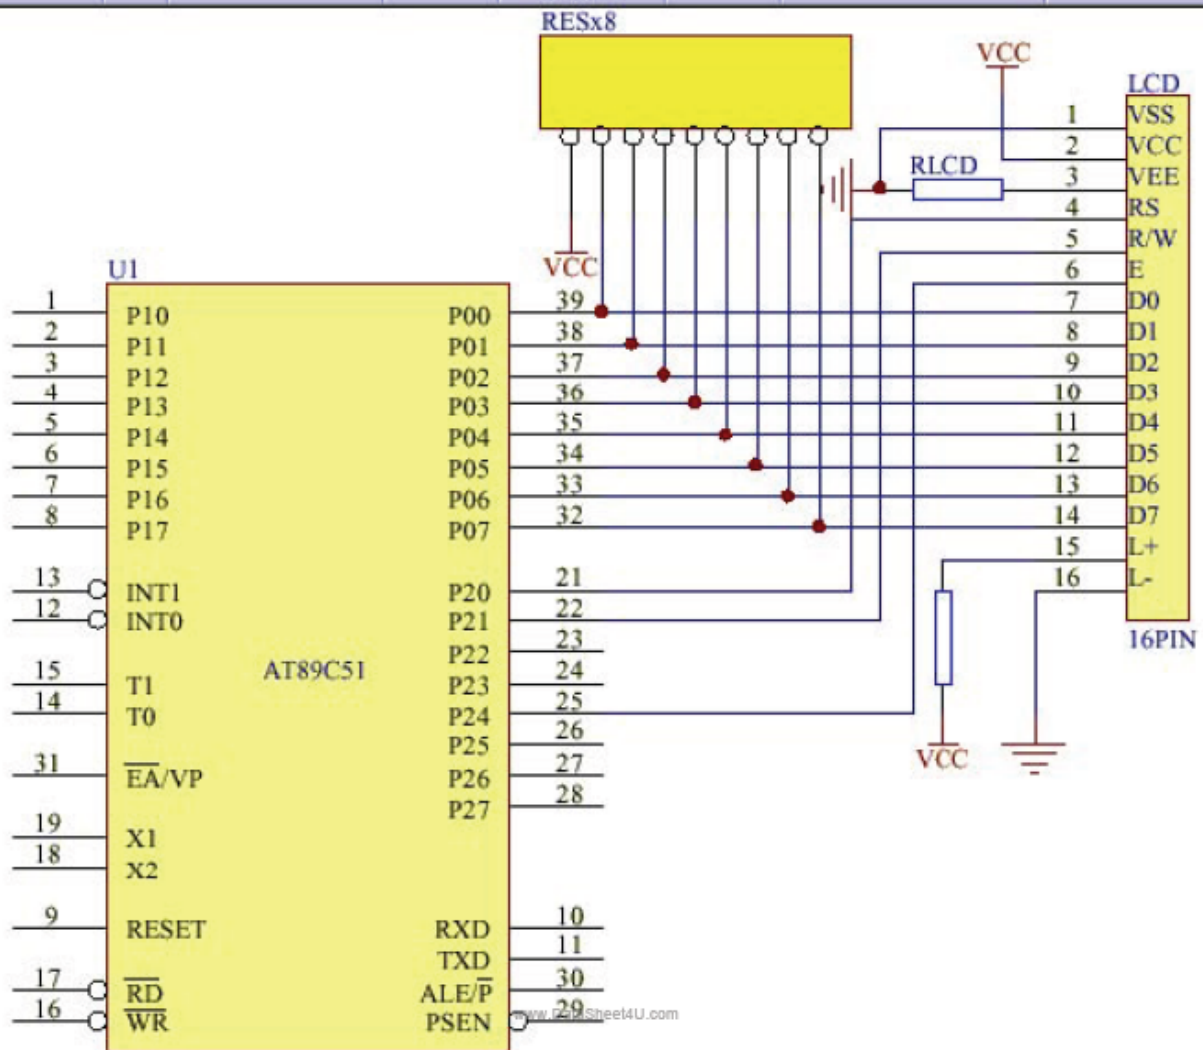 RESx8
VCC
LCD
1 VSS
2 VCC
RLCD 3 VEE
4 RS
5 R/W
6 E
7 D0
8 D1
9 D2
10 D3
11 D4
12 D5
13 D6
14 D7
15 L+
16 L-
16PIN
VCC
VCC
U1
1 P10 P00 39
2 P11 P01 38
3 P12 P02 37
4 P13 P03 36
5 P14 P04 35
6 P15 P05 34
7 P16 P06 33
8 P17 P07 32
13 INT1 P20 21
12 INT0 P21 22
P22 23
15 T1 P23 24
14 T0 P24 25
P25 26
31 EA/VP P26 27
P27 28
AT89C51
19 X1
18 X2
9 RESET RXD 10
TXD 11
17 RD ALE/P 30
16 WR PSEN 29
www.DataSheet4U.com